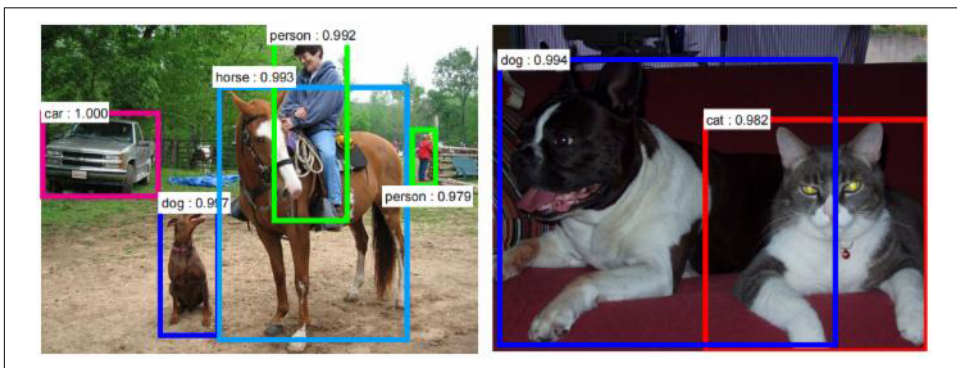 person : 0.992
horse : 0.993
car : 1.000
dog : 0.997
person : 0.979
dog : 0.994
cat : 0.982